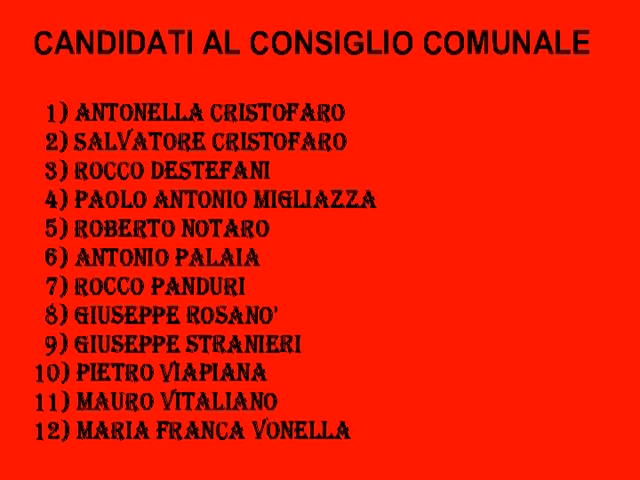 CANDIDATI AL CONSIGLIO COMUNALE
1) ANTONELLA CRISTOFARO
2) SALVATORE CRISTOFARO
3) ROCCO DESTEFANI
4) PAOLO ANTONIO MIGLIAZZA
5) ROBERTO NOTARO
6) ANTONIO PALAIA
7) ROCCO PANDURI
8) GIUSEPPE ROSANO'
9) GIUSEPPE STRANIERI
10) PIETRO VIAPIANA
11) MAURO VITALIANO
12) MARIA FRANCA VONELLA